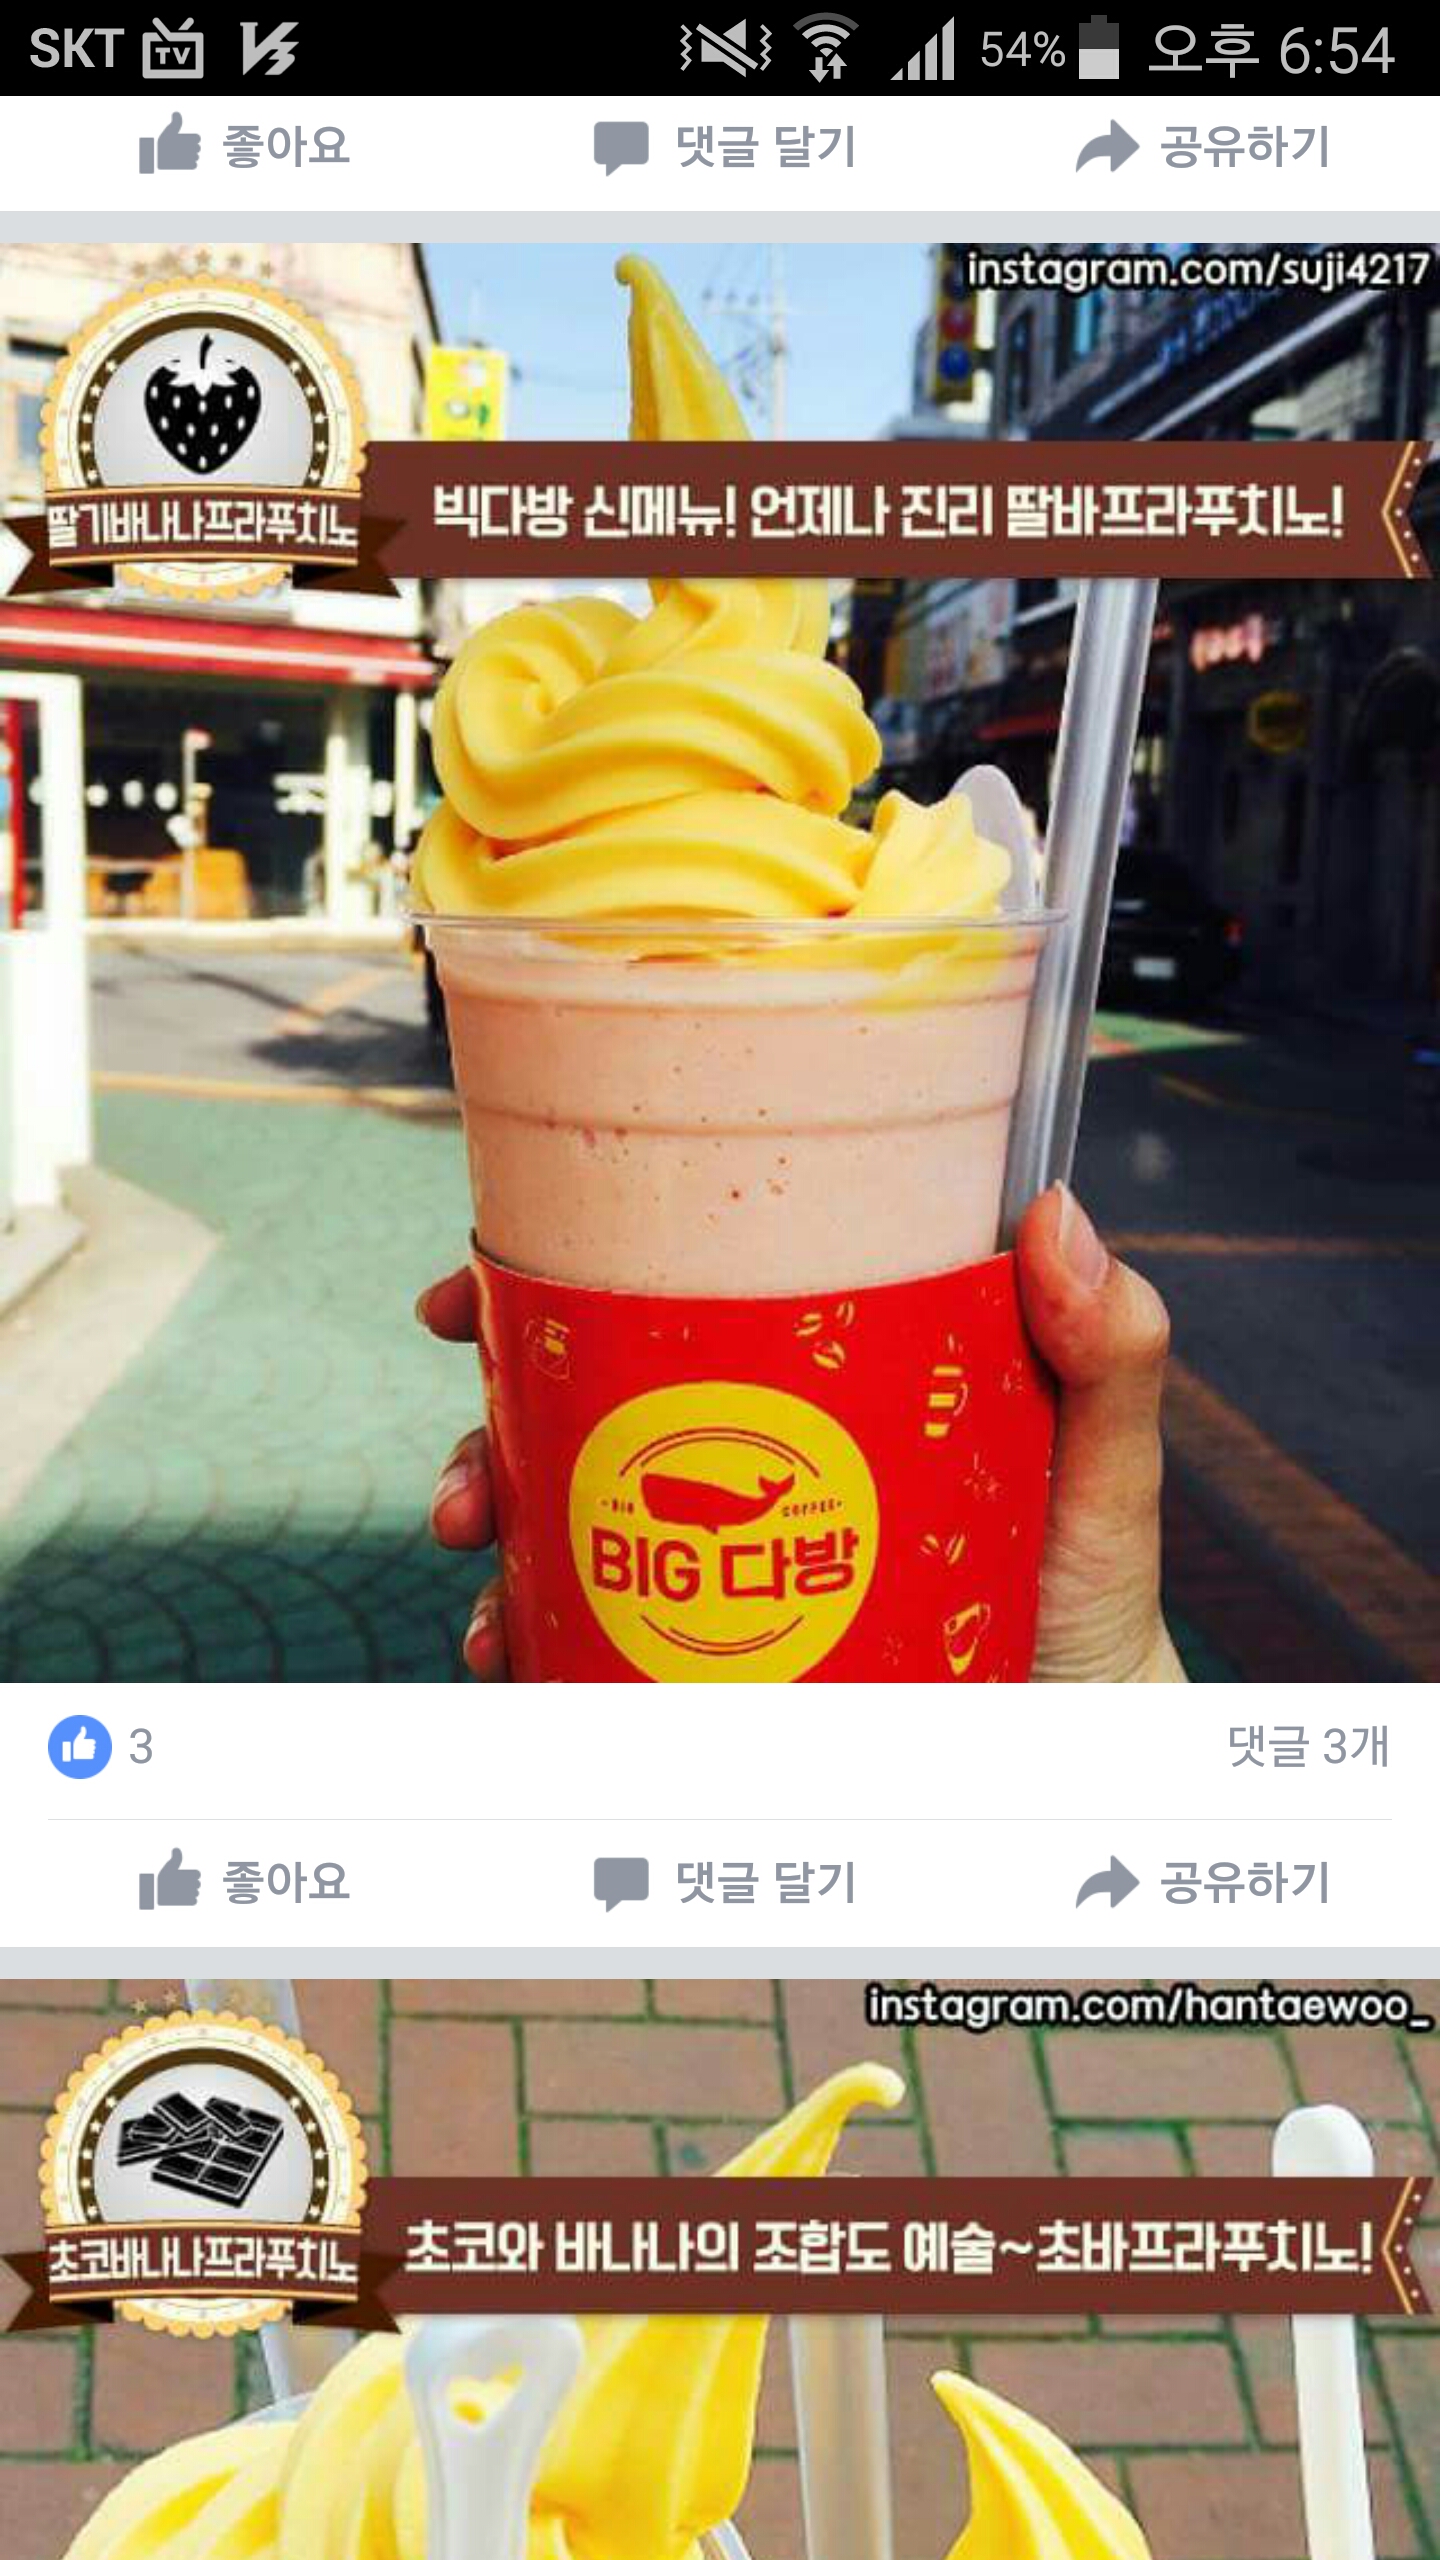 SKT TV V3 54% 오후 6:54
좋아요 댓글 달기 공유하기
instagram.com/suji4217
딸기바나나프라푸치노
빅다방 신메뉴! 언제나 진리 딸바프라푸치노!
BIG COFFEE
BIG 다방
3 댓글 3개
좋아요 댓글 달기 공유하기
instagram.com/hantaewoo_
초코바나나프라푸치노
초코와 바나나의 조합도 예술~초바프라푸치노!